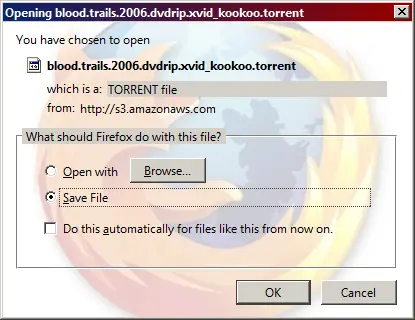 Opening blood.trails.2006.dvdrip.xvid_kookoo.torrent
You have chosen to open
blood.trails.2006.dvdrip.xvid_kookoo.torrent
which is a: TORRENT file
from: http://s3.amazonaws.com
What should Firefox do with this file?
Open with Browse...
Save File
Do this automatically for files like this from now on.
OK Cancel